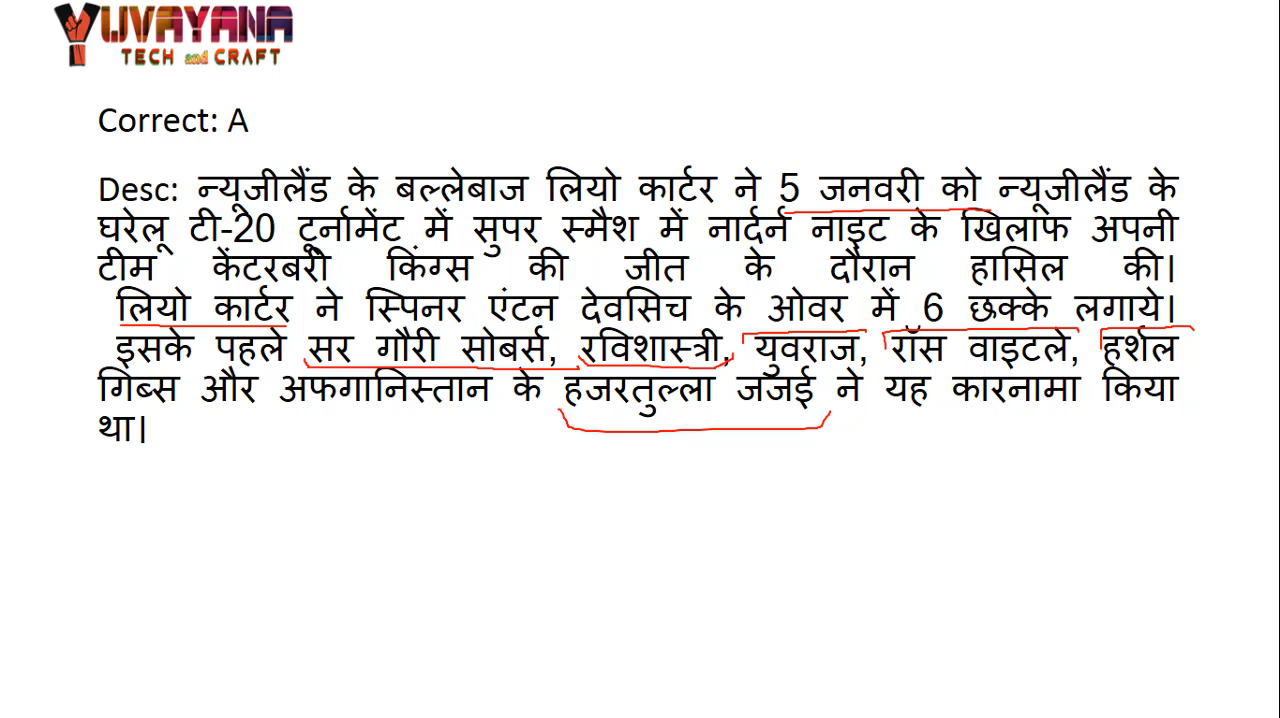 YUVAYANA
TECH and CRAFT
Correct: A
Desc: न्यूजीलैंड के बल्लेबाज लियो कार्टर ने 5 जनवरी को न्यूजीलैंड के
घरेलू टी-20 टूर्नामेंट में सुपर स्मैश में नार्दर्न नाइट के खिलाफ अपनी
टीम केंटरबरी किंग्स की जीत के दौरान हासिल की।
लियो कार्टर ने स्पिनर एंटन देवसिच के ओवर में 6 छक्के लगाये।
इसके पहले सर गौरी सोबर्स, रविशास्त्री, युवराज, रॉस वाइटले, हर्शल
गिब्स और अफगानिस्तान के हजरतुल्ला जजई ने यह कारनामा किया
था।